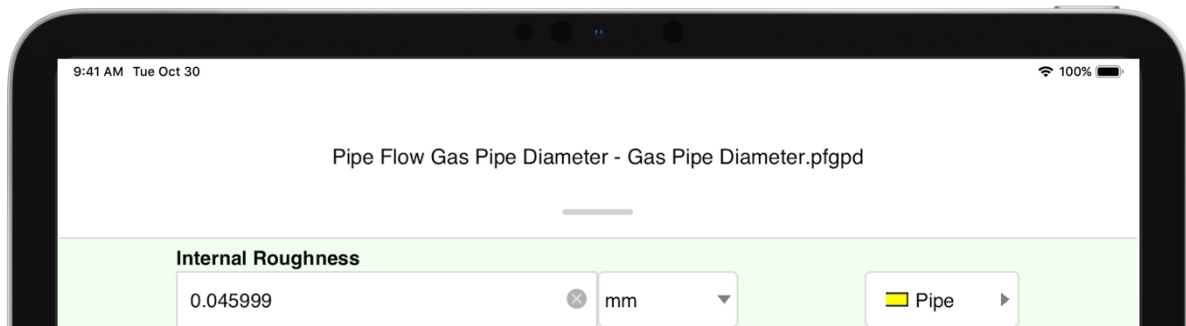 9:41 AM Tue Oct 30 100%
Pipe Flow Gas Pipe Diameter - Gas Pipe Diameter.pfgpd
Internal Roughness
0.045999 mm Pipe